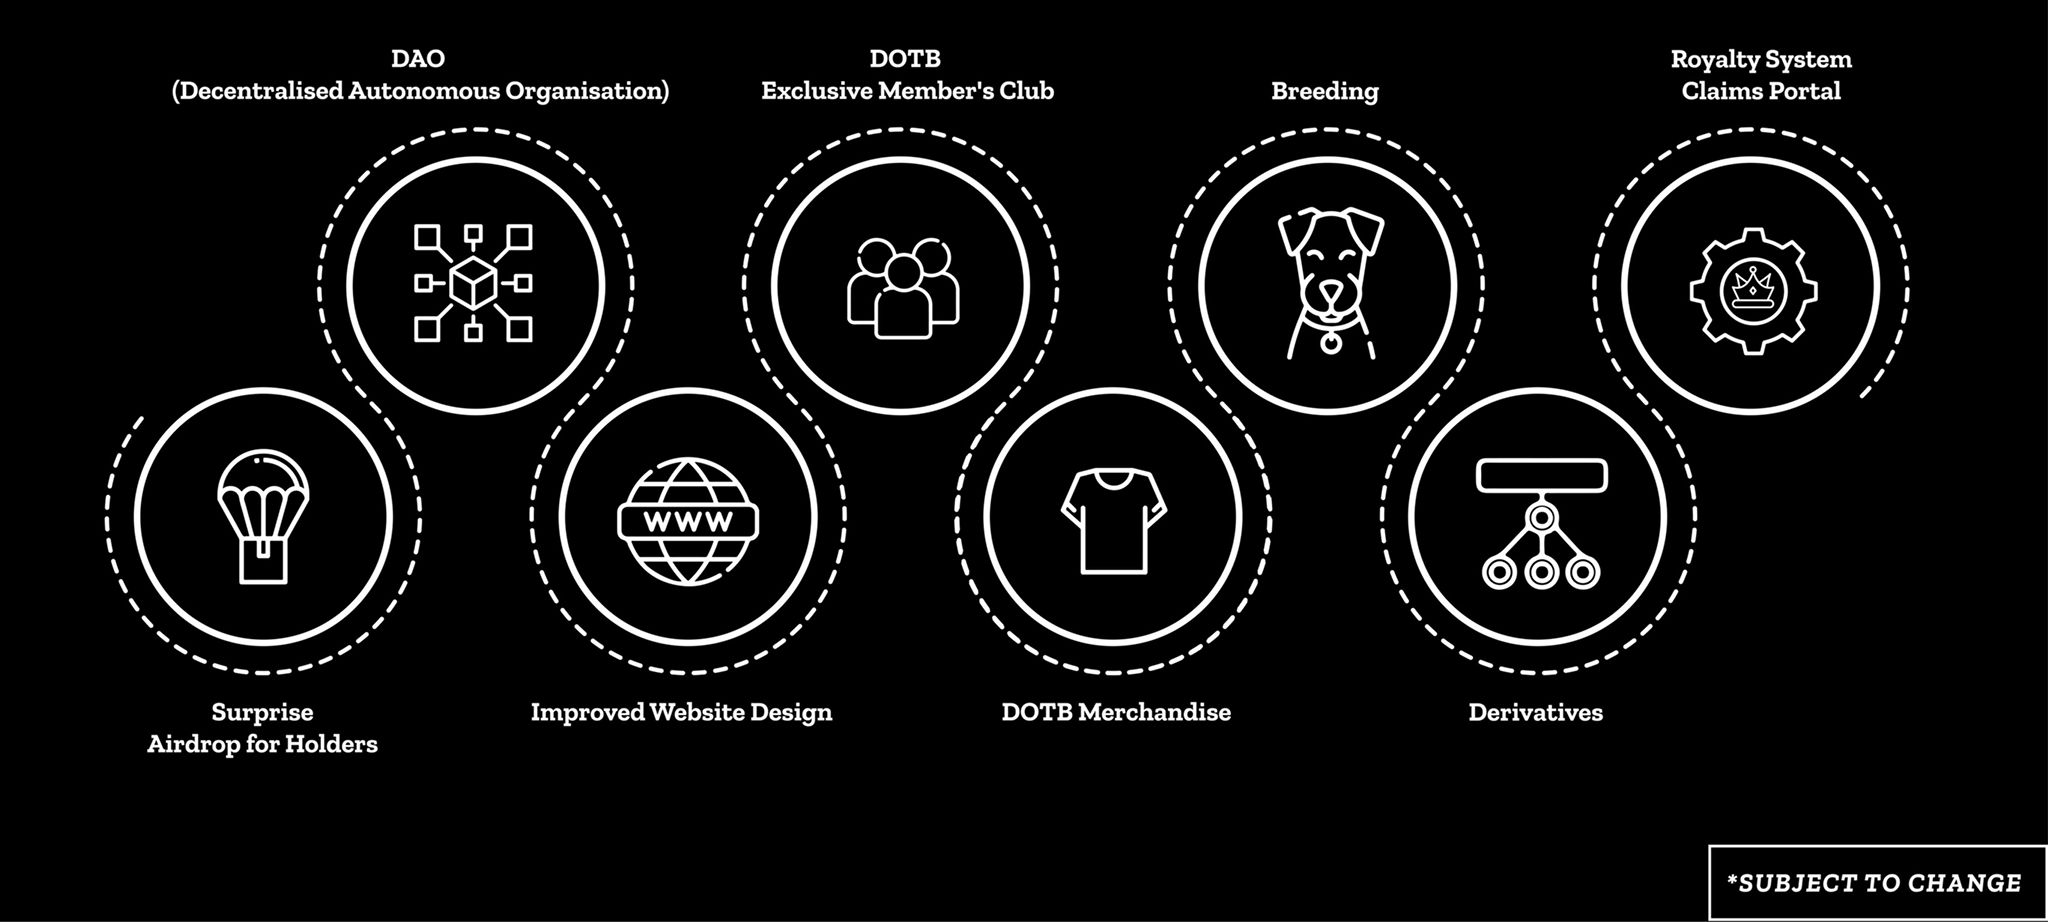 DAO
(Decentralised Autonomous Organisation)
DOTB
Exclusive Member's Club
Breeding
Royalty System
Claims Portal
WWW
Surprise
Airdrop for Holders
Improved Website Design
DOTB Merchandise
Derivatives
*SUBJECT TO CHANGE